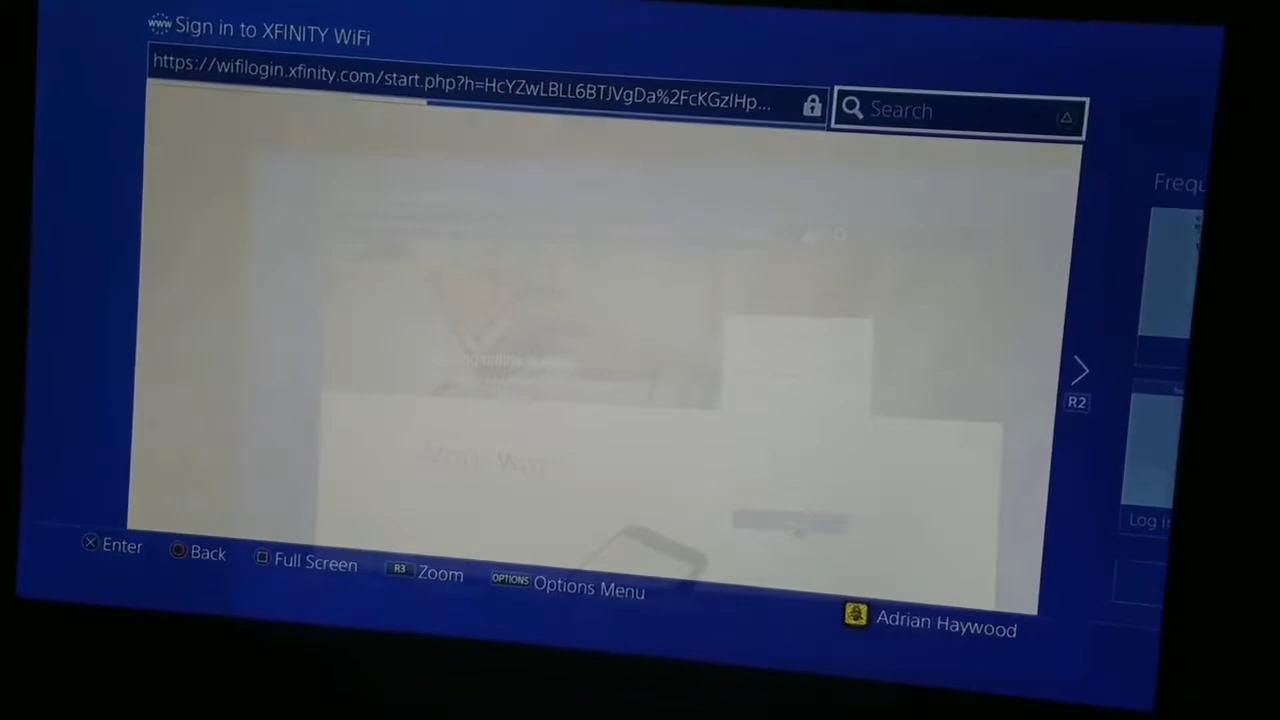 Sign in to XFINITY WiFi
https://wifilogin.xfinity.com/start.php?h=HcYZwLBLL6BTJVgDa%2FcKGzIHp...
Search
Frequ
R2
Log i
Enter
Back
Full Screen
R3 Zoom
OPTIONS Options Menu
Adrian Haywood